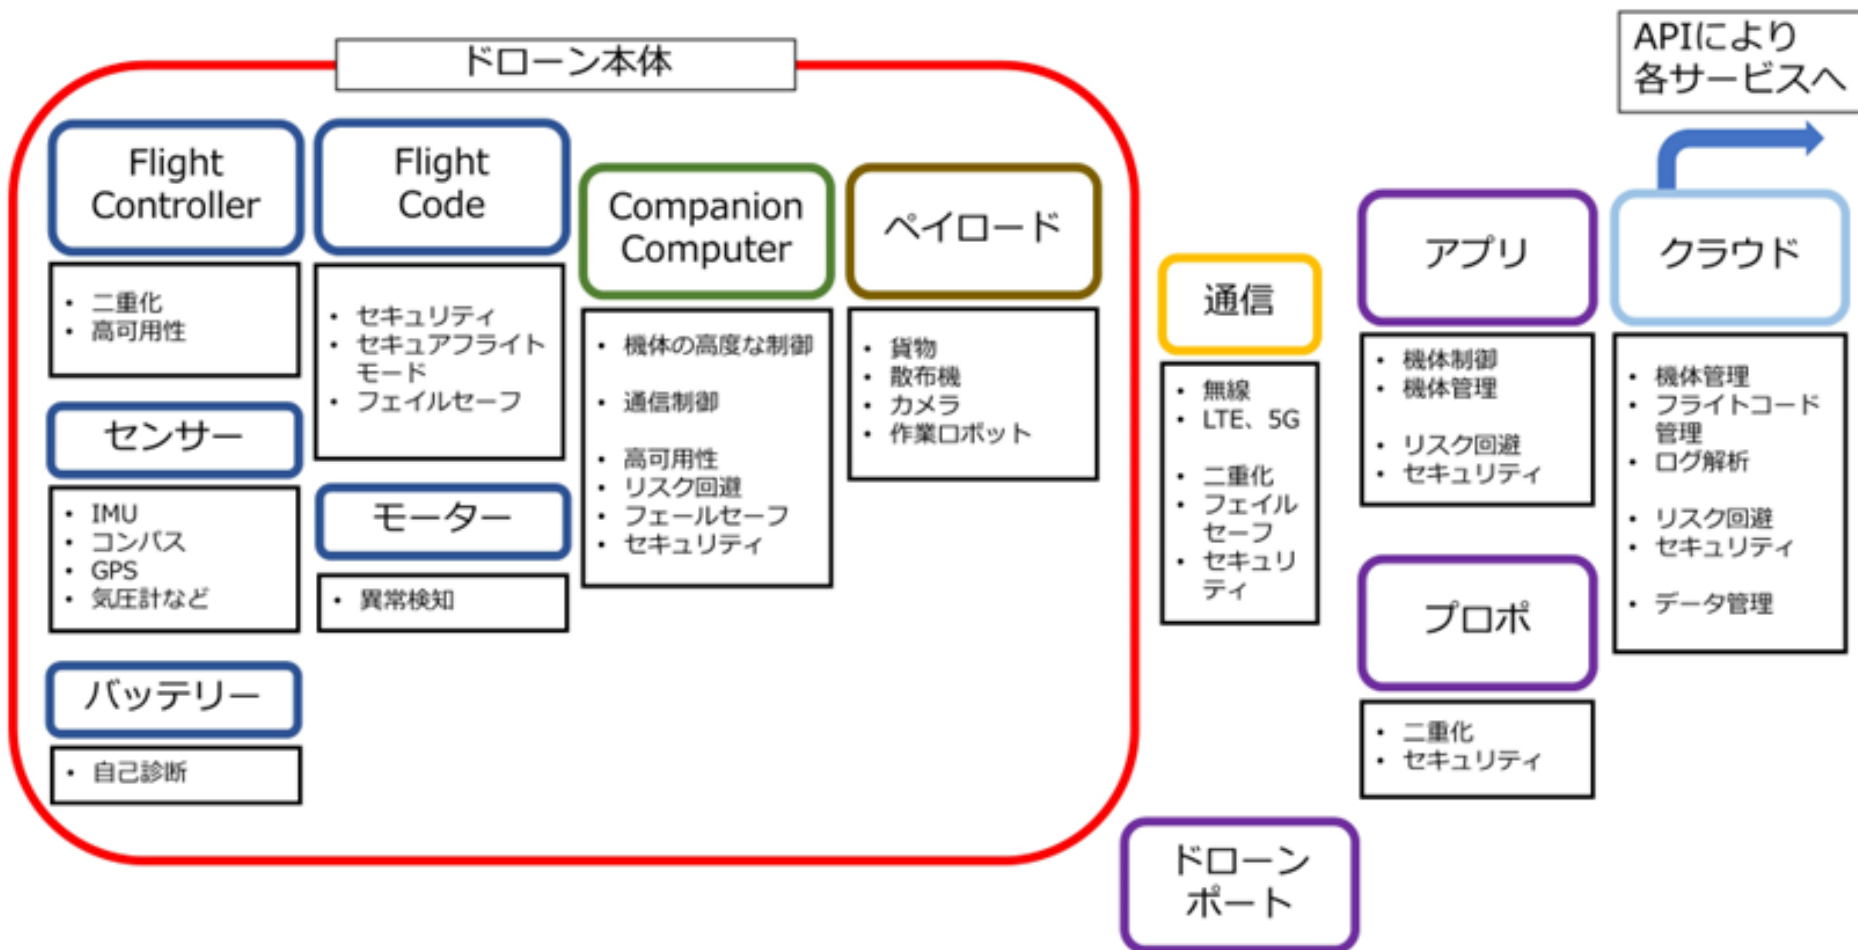 ドローン本体
APIにより
各サービスへ
Flight
Controller
・二重化
・高可用性
センサー
・IMU
・コンパス
・GPS
・気圧計など
バッテリー
・自己診断
Flight
Code
・セキュリティ
・セキュアフライト
モード
・フェイルセーフ
モーター
・異常検知
Companion
Computer
・機体の高度な制御
・通信制御
・高可用性
・リスク回避
・フェールセーフ
・セキュリティ
ペイロード
・貨物
・散布機
・カメラ
・作業ロボット
通信
・無線
・LTE、5G
・二重化
・フェイル
セーフ
・セキュリ
ティ
アプリ
・機体制御
・機体管理
・リスク回避
・セキュリティ
プロポ
・二重化
・セキュリティ
ドローン
ポート
クラウド
・機体管理
・フライトコード
管理
・ログ解析
・リスク回避
・セキュリティ
・データ管理